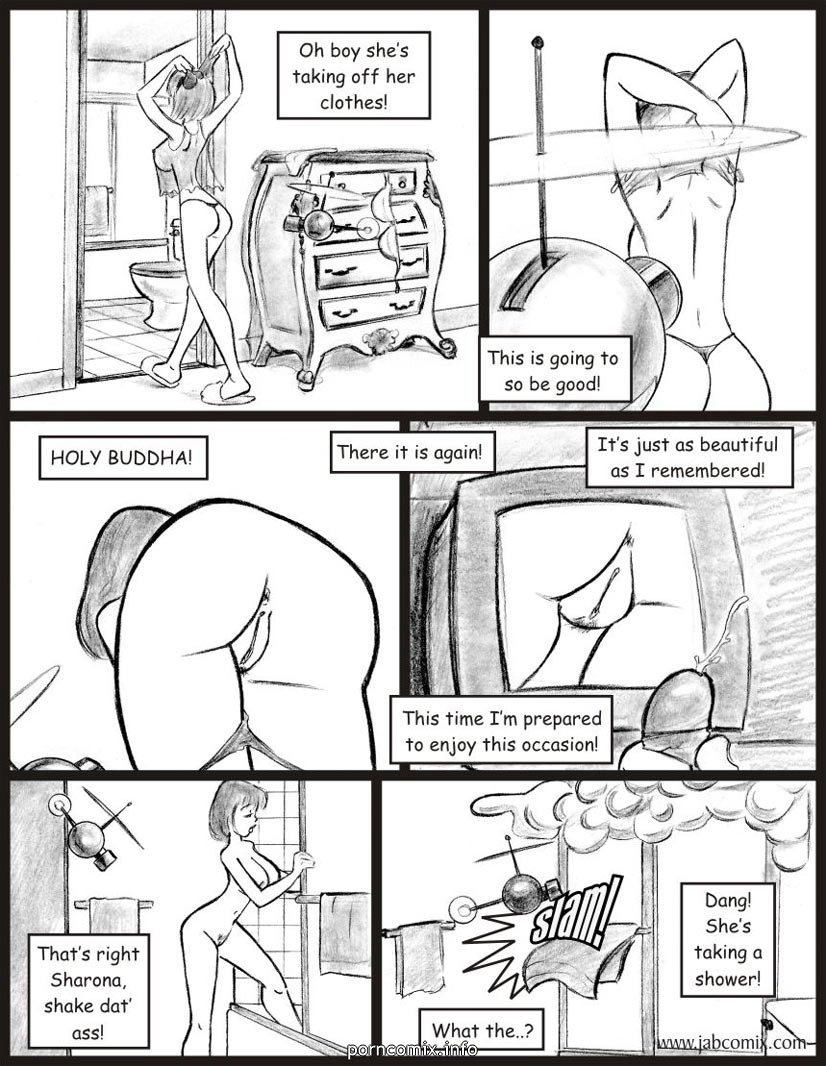 Oh boy she's
taking off her
clothes!
This is going to
so be good!
HOLY BUDDHA!
There it is again!
It's just as beautiful
as I remembered!
This time I'm prepared
to enjoy this occasion!
That's right
Sharona,
shake dat'
ass!
slam!
Dang!
She's
taking a
shower!
What the..?
www.jabcomix.com
porncomix.info